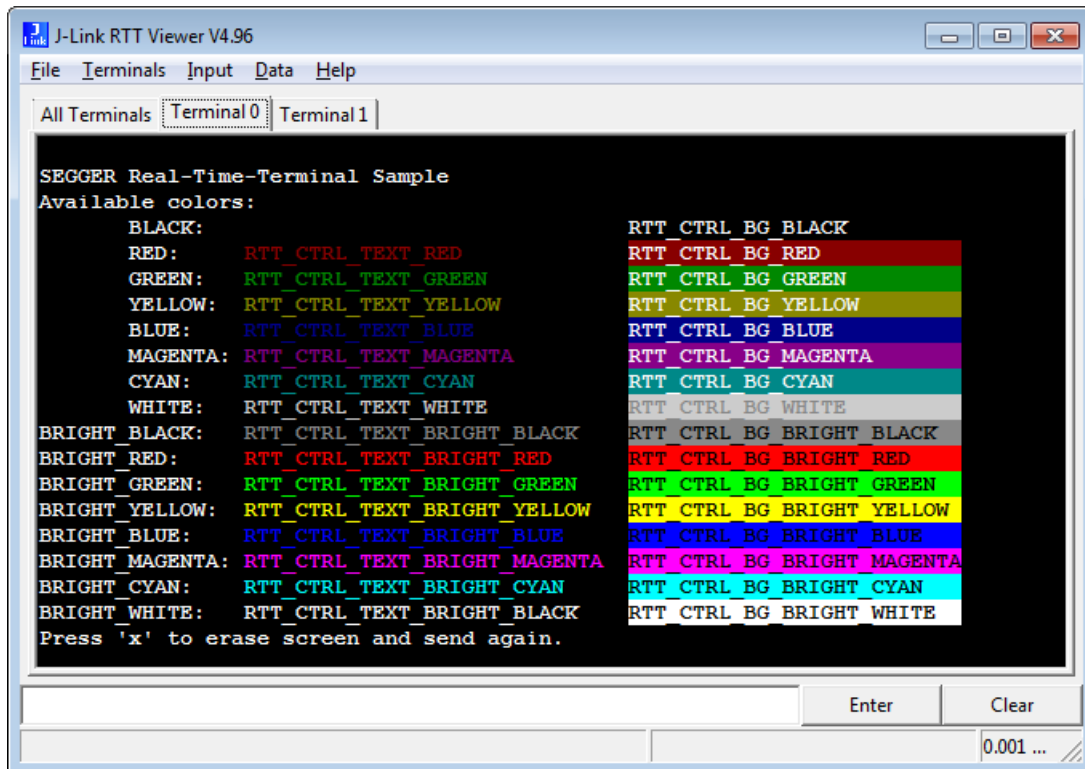 J-Link RTT Viewer V4.96
File Terminals Input Data Help
All Terminals Terminal 0 Terminal 1
SEGGER Real-Time-Terminal Sample
Available colors:
BLACK: RTT_CTRL_BG_BLACK
RED: RTT_CTRL_TEXT_RED RTT_CTRL_BG_RED
GREEN: RTT_CTRL_TEXT_GREEN RTT_CTRL_BG_GREEN
YELLOW: RTT_CTRL_TEXT_YELLOW RTT_CTRL_BG_YELLOW
BLUE: RTT_CTRL_TEXT_BLUE RTT_CTRL_BG_BLUE
MAGENTA: RTT_CTRL_TEXT_MAGENTA RTT_CTRL_BG_MAGENTA
CYAN: RTT_CTRL_TEXT_CYAN RTT_CTRL_BG_CYAN
WHITE: RTT_CTRL_TEXT_WHITE RTT_CTRL_BG_WHITE
BRIGHT_BLACK: RTT_CTRL_TEXT_BRIGHT_BLACK RTT_CTRL_BG_BRIGHT_BLACK
BRIGHT_RED: RTT_CTRL_TEXT_BRIGHT_RED RTT_CTRL_BG_BRIGHT_RED
BRIGHT_GREEN: RTT_CTRL_TEXT_BRIGHT_GREEN RTT_CTRL_BG_BRIGHT_GREEN
BRIGHT_YELLOW: RTT_CTRL_TEXT_BRIGHT_YELLOW RTT_CTRL_BG_BRIGHT_YELLOW
BRIGHT_BLUE: RTT_CTRL_TEXT_BRIGHT_BLUE RTT_CTRL_BG_BRIGHT_BLUE
BRIGHT_MAGENTA: RTT_CTRL_TEXT_BRIGHT_MAGENTA RTT_CTRL_BG_BRIGHT_MAGENTA
BRIGHT_CYAN: RTT_CTRL_TEXT_BRIGHT_CYAN RTT_CTRL_BG_BRIGHT_CYAN
BRIGHT_WHITE: RTT_CTRL_TEXT_BRIGHT_BLACK RTT_CTRL_BG_BRIGHT_WHITE
Press 'x' to erase screen and send again.
Enter Clear
0.001 ...